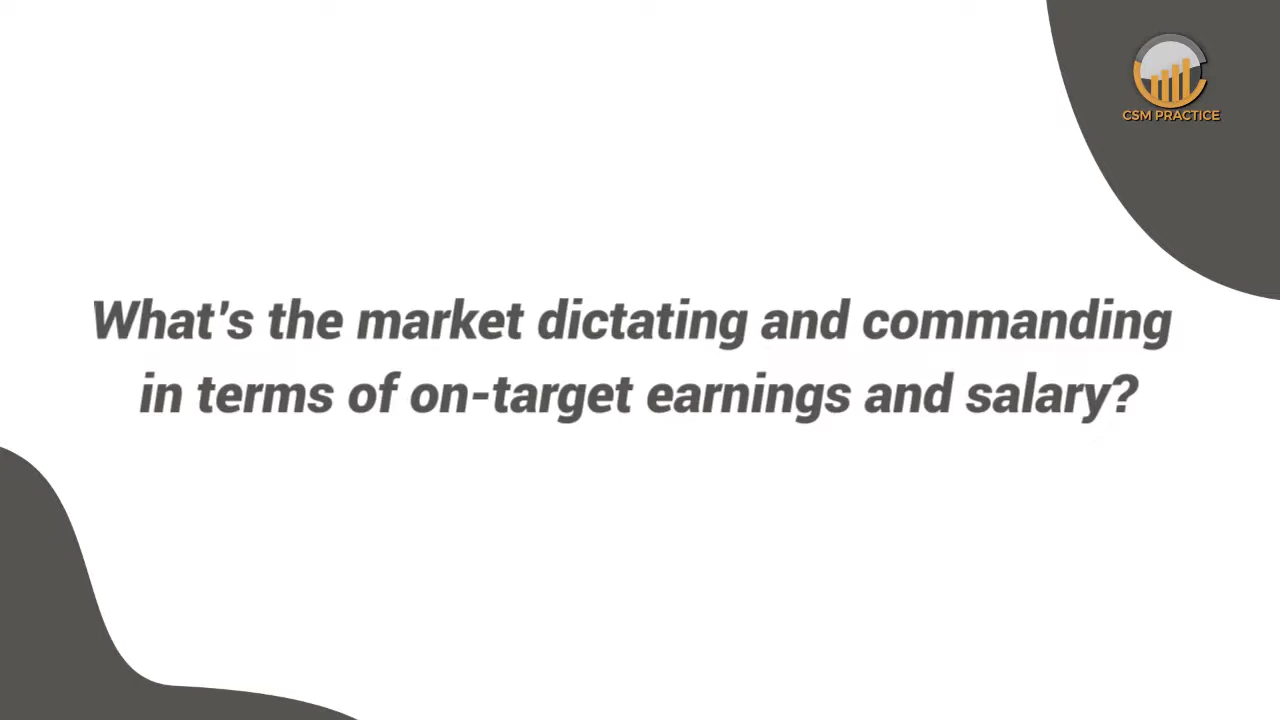 CSM PRACTICE
What's the market dictating and commanding
in terms of on-target earnings and salary?